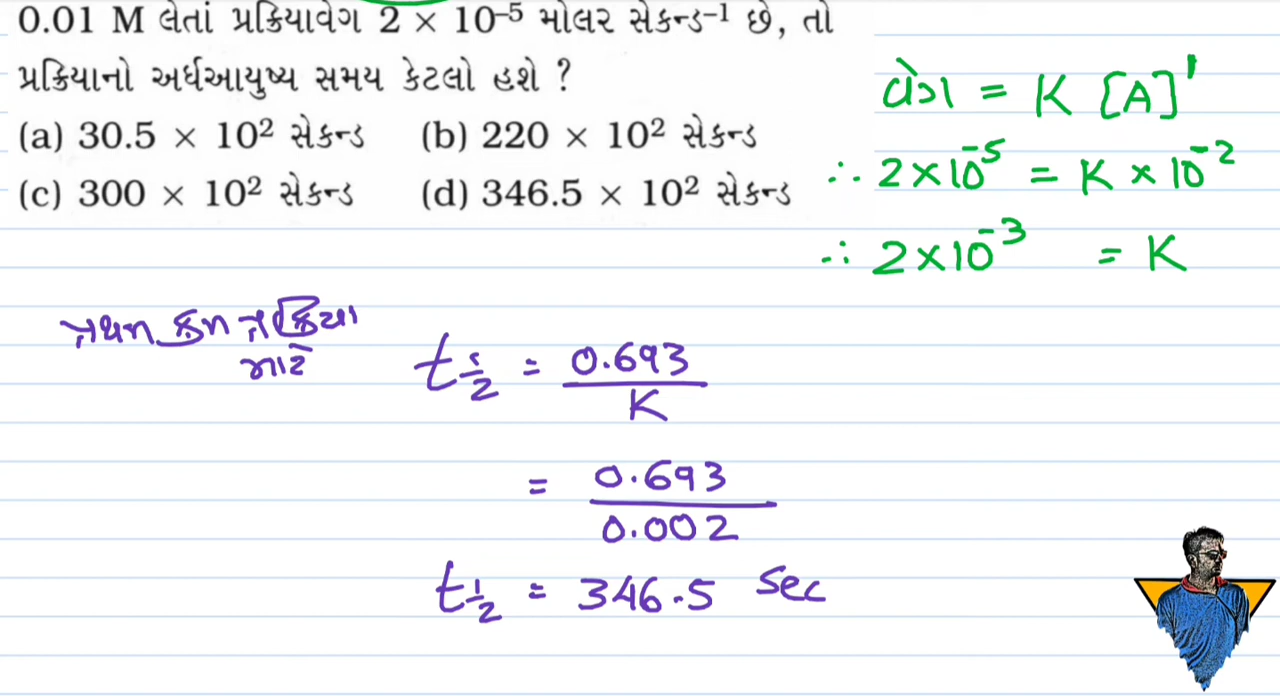 0.01 M લેતાં પ્રક્રિયાવેગ 2 × 10⁻⁵ મોલર સેકન્ડ⁻¹ છે, તો
પ્રક્રિયાનો અર્ધઆયુષ્ય સમય કેટલો હશે ?
(a) 30.5 × 10² સેકન્ડ (b) 220 × 10² સેકન્ડ
(c) 300 × 10² સેકન્ડ (d) 346.5 × 10² સેકન્ડ
વેગ = K [A]¹
∴ 2×10⁻⁵ = K × 10⁻²
∴ 2×10⁻³ = K
પ્રથમ ક્રમ પ્રક્રિયા
માટે
t½ = 0.693 / K
= 0.693 / 0.002
t½ = 346.5 Sec